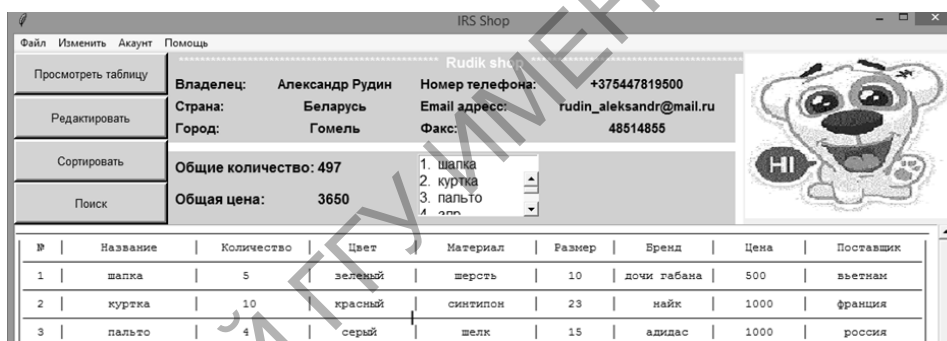 IRS Shop
Файл Изменить Акаунт Помощь
Просмотреть таблицу
Редактировать
Сортировать
Поиск
Rudik shop
Владелец: Александр Рудин Номер телефона: +375447819500
Страна: Беларусь Email адресс: rudin_aleksandr@mail.ru
Город: Гомель Факс: 48514855
Общие количество: 497
Общая цена: 3650
1. шапка
2. куртка
3. пальто
HI
№ | Название | Количество | Цвет | Материал | Размер | Бренд | Цена | Поставщик
1 | шапка | 5 | зеленый | шерсть | 10 | дочи габана | 500 | вьетнам
2 | куртка | 10 | красный | синтипон | 23 | найк | 1000 | франция
3 | пальто | 4 | серый | шелк | 15 | адидас | 1000 | россия
Й ГГУ ИМЕН